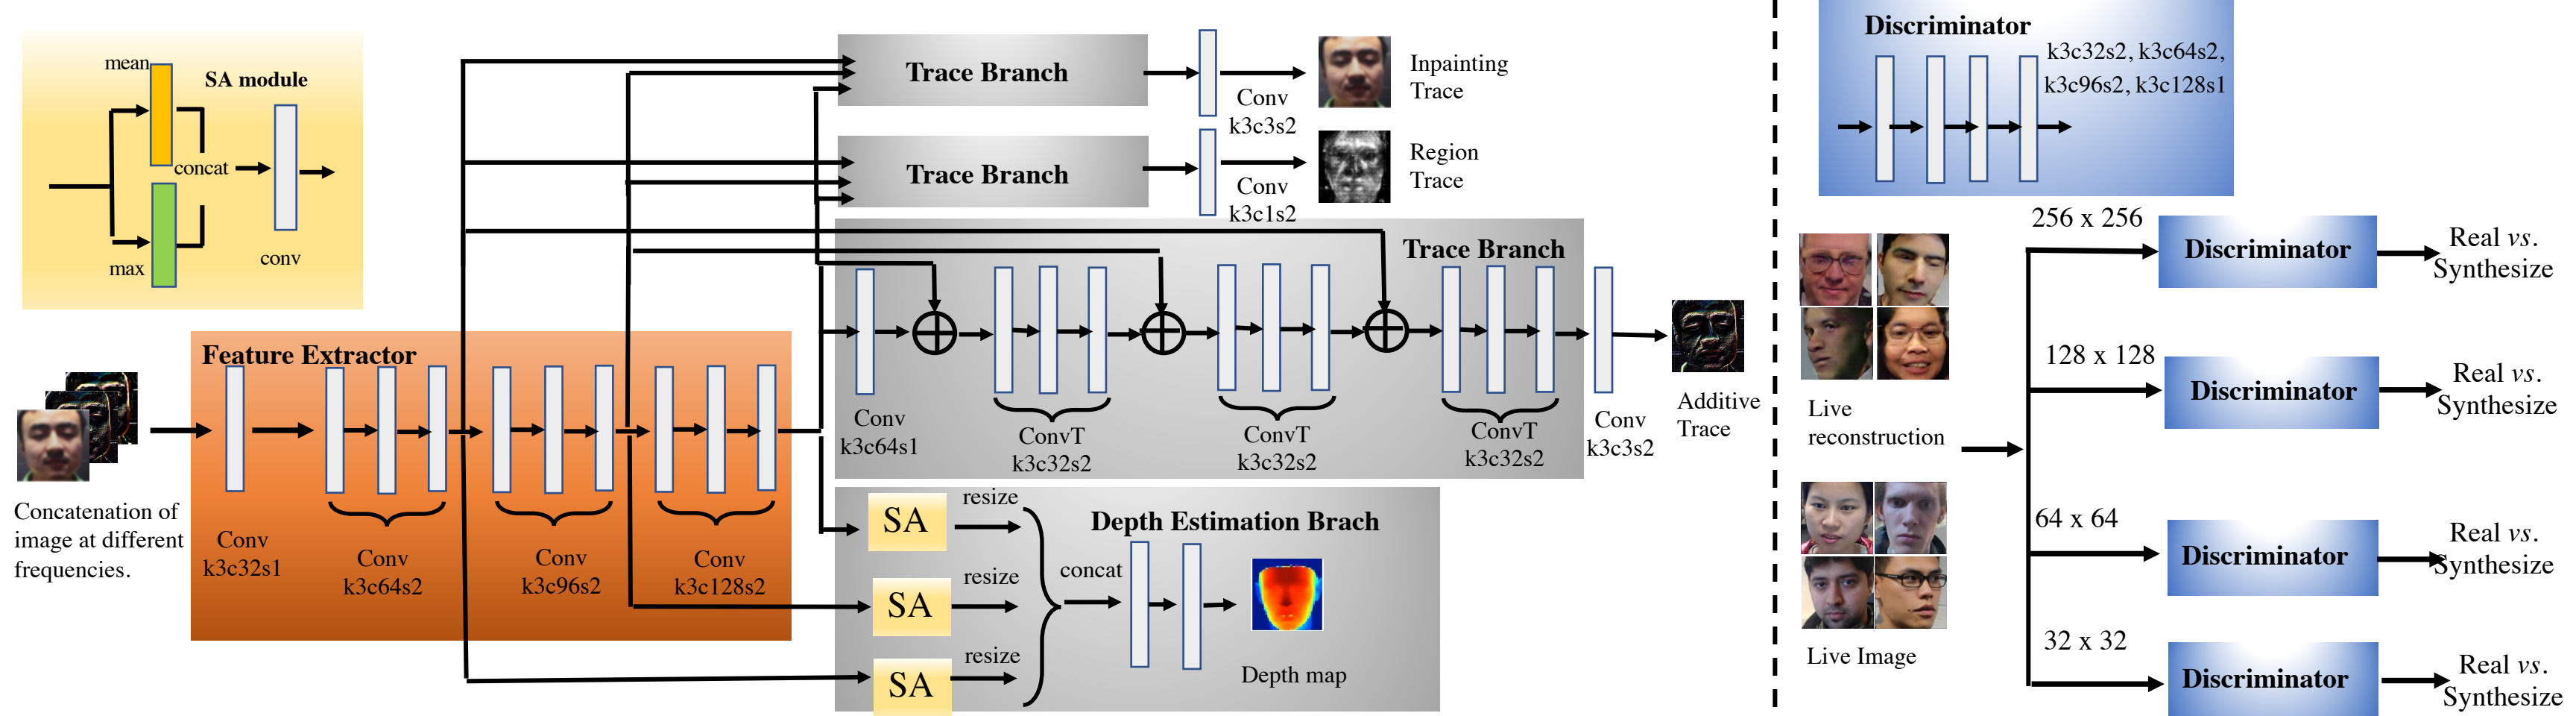 mean
SA module
concat
max
conv
Feature Extractor
Concatenation of
image at different
frequencies.
Conv
k3c32s1
Conv
k3c64s2
Conv
k3c96s2
Conv
k3c128s2
Trace Branch
Conv
k3c3s2
Inpainting
Trace
Trace Branch
Conv
k3c1s2
Region
Trace
Trace Branch
Conv
k3c64s1
ConvT
k3c32s2
ConvT
k3c32s2
ConvT
k3c32s2
Conv
k3c3s2
Additive
Trace
SA
resize
SA
resize
SA
resize
Depth Estimation Brach
concat
Depth map
Discriminator
k3c32s2, k3c64s2,
k3c96s2, k3c128s1
Live
reconstruction
Live Image
256 x 256
Discriminator
Real vs.
Synthesize
128 x 128
Discriminator
Real vs.
Synthesize
64 x 64
Discriminator
Real vs.
Synthesize
32 x 32
Discriminator
Real vs.
Synthesize